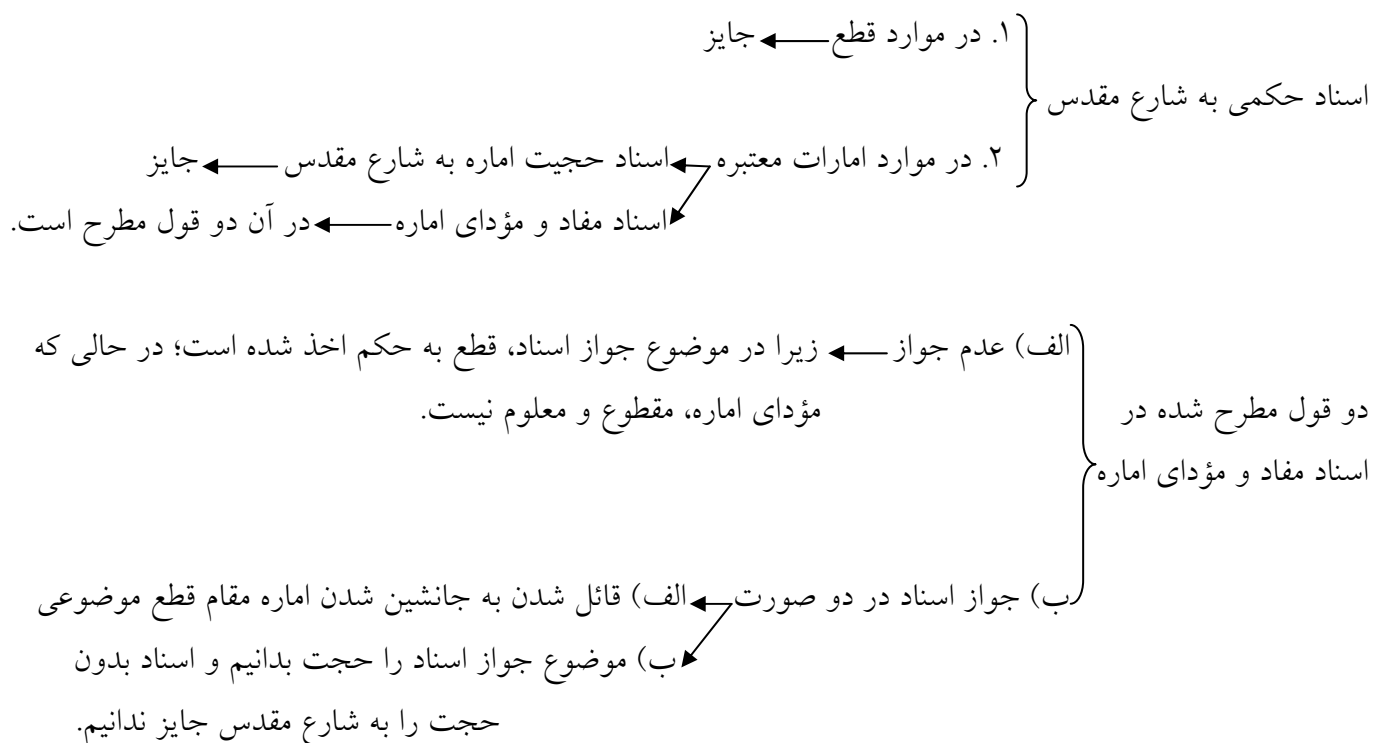 ۱. در موارد قطع جایز
اسناد حکمی به شارع مقدس
۲. در موارد امارات معتبره اسناد حجیت اماره به شارع مقدس جایز
اسناد مفاد و مؤدای اماره در آن دو قول مطرح است.
الف) عدم جواز زیرا در موضوع جواز اسناد، قطع به حکم اخذ شده است؛ در حالی که
دو قول مطرح شده در مؤدای اماره، مقطوع و معلوم نیست.
اسناد مفاد و مؤدای اماره
ب) جواز اسناد در دو صورت الف) قائل شدن به جانشین شدن اماره مقام قطع موضوعی
ب) موضوع جواز اسناد را حجت بدانیم و اسناد بدون
حجت را به شارع مقدس جایز ندانیم.